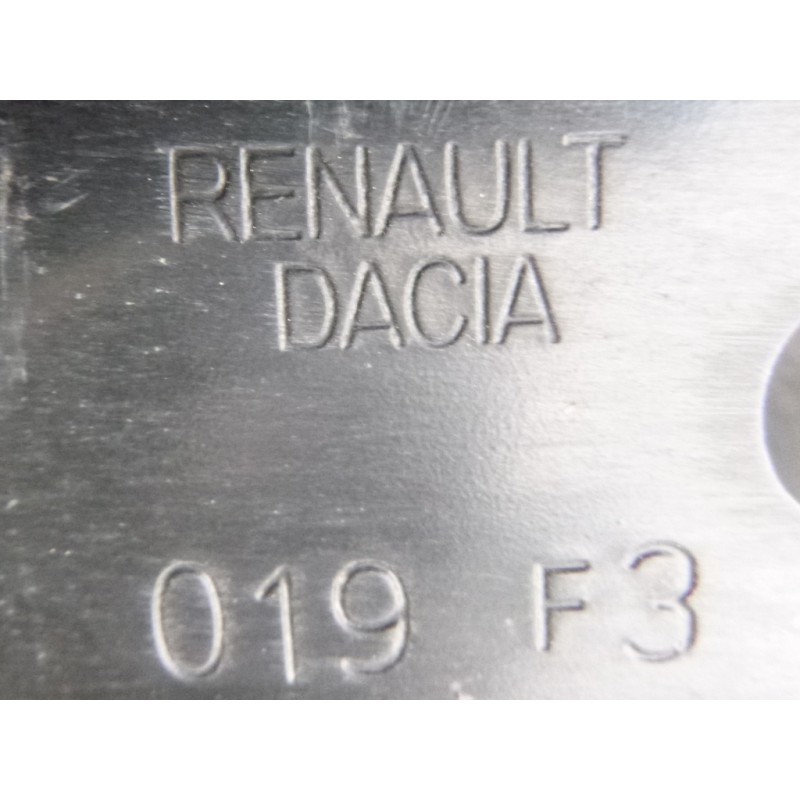 RENAULT
DACIA
019 F3